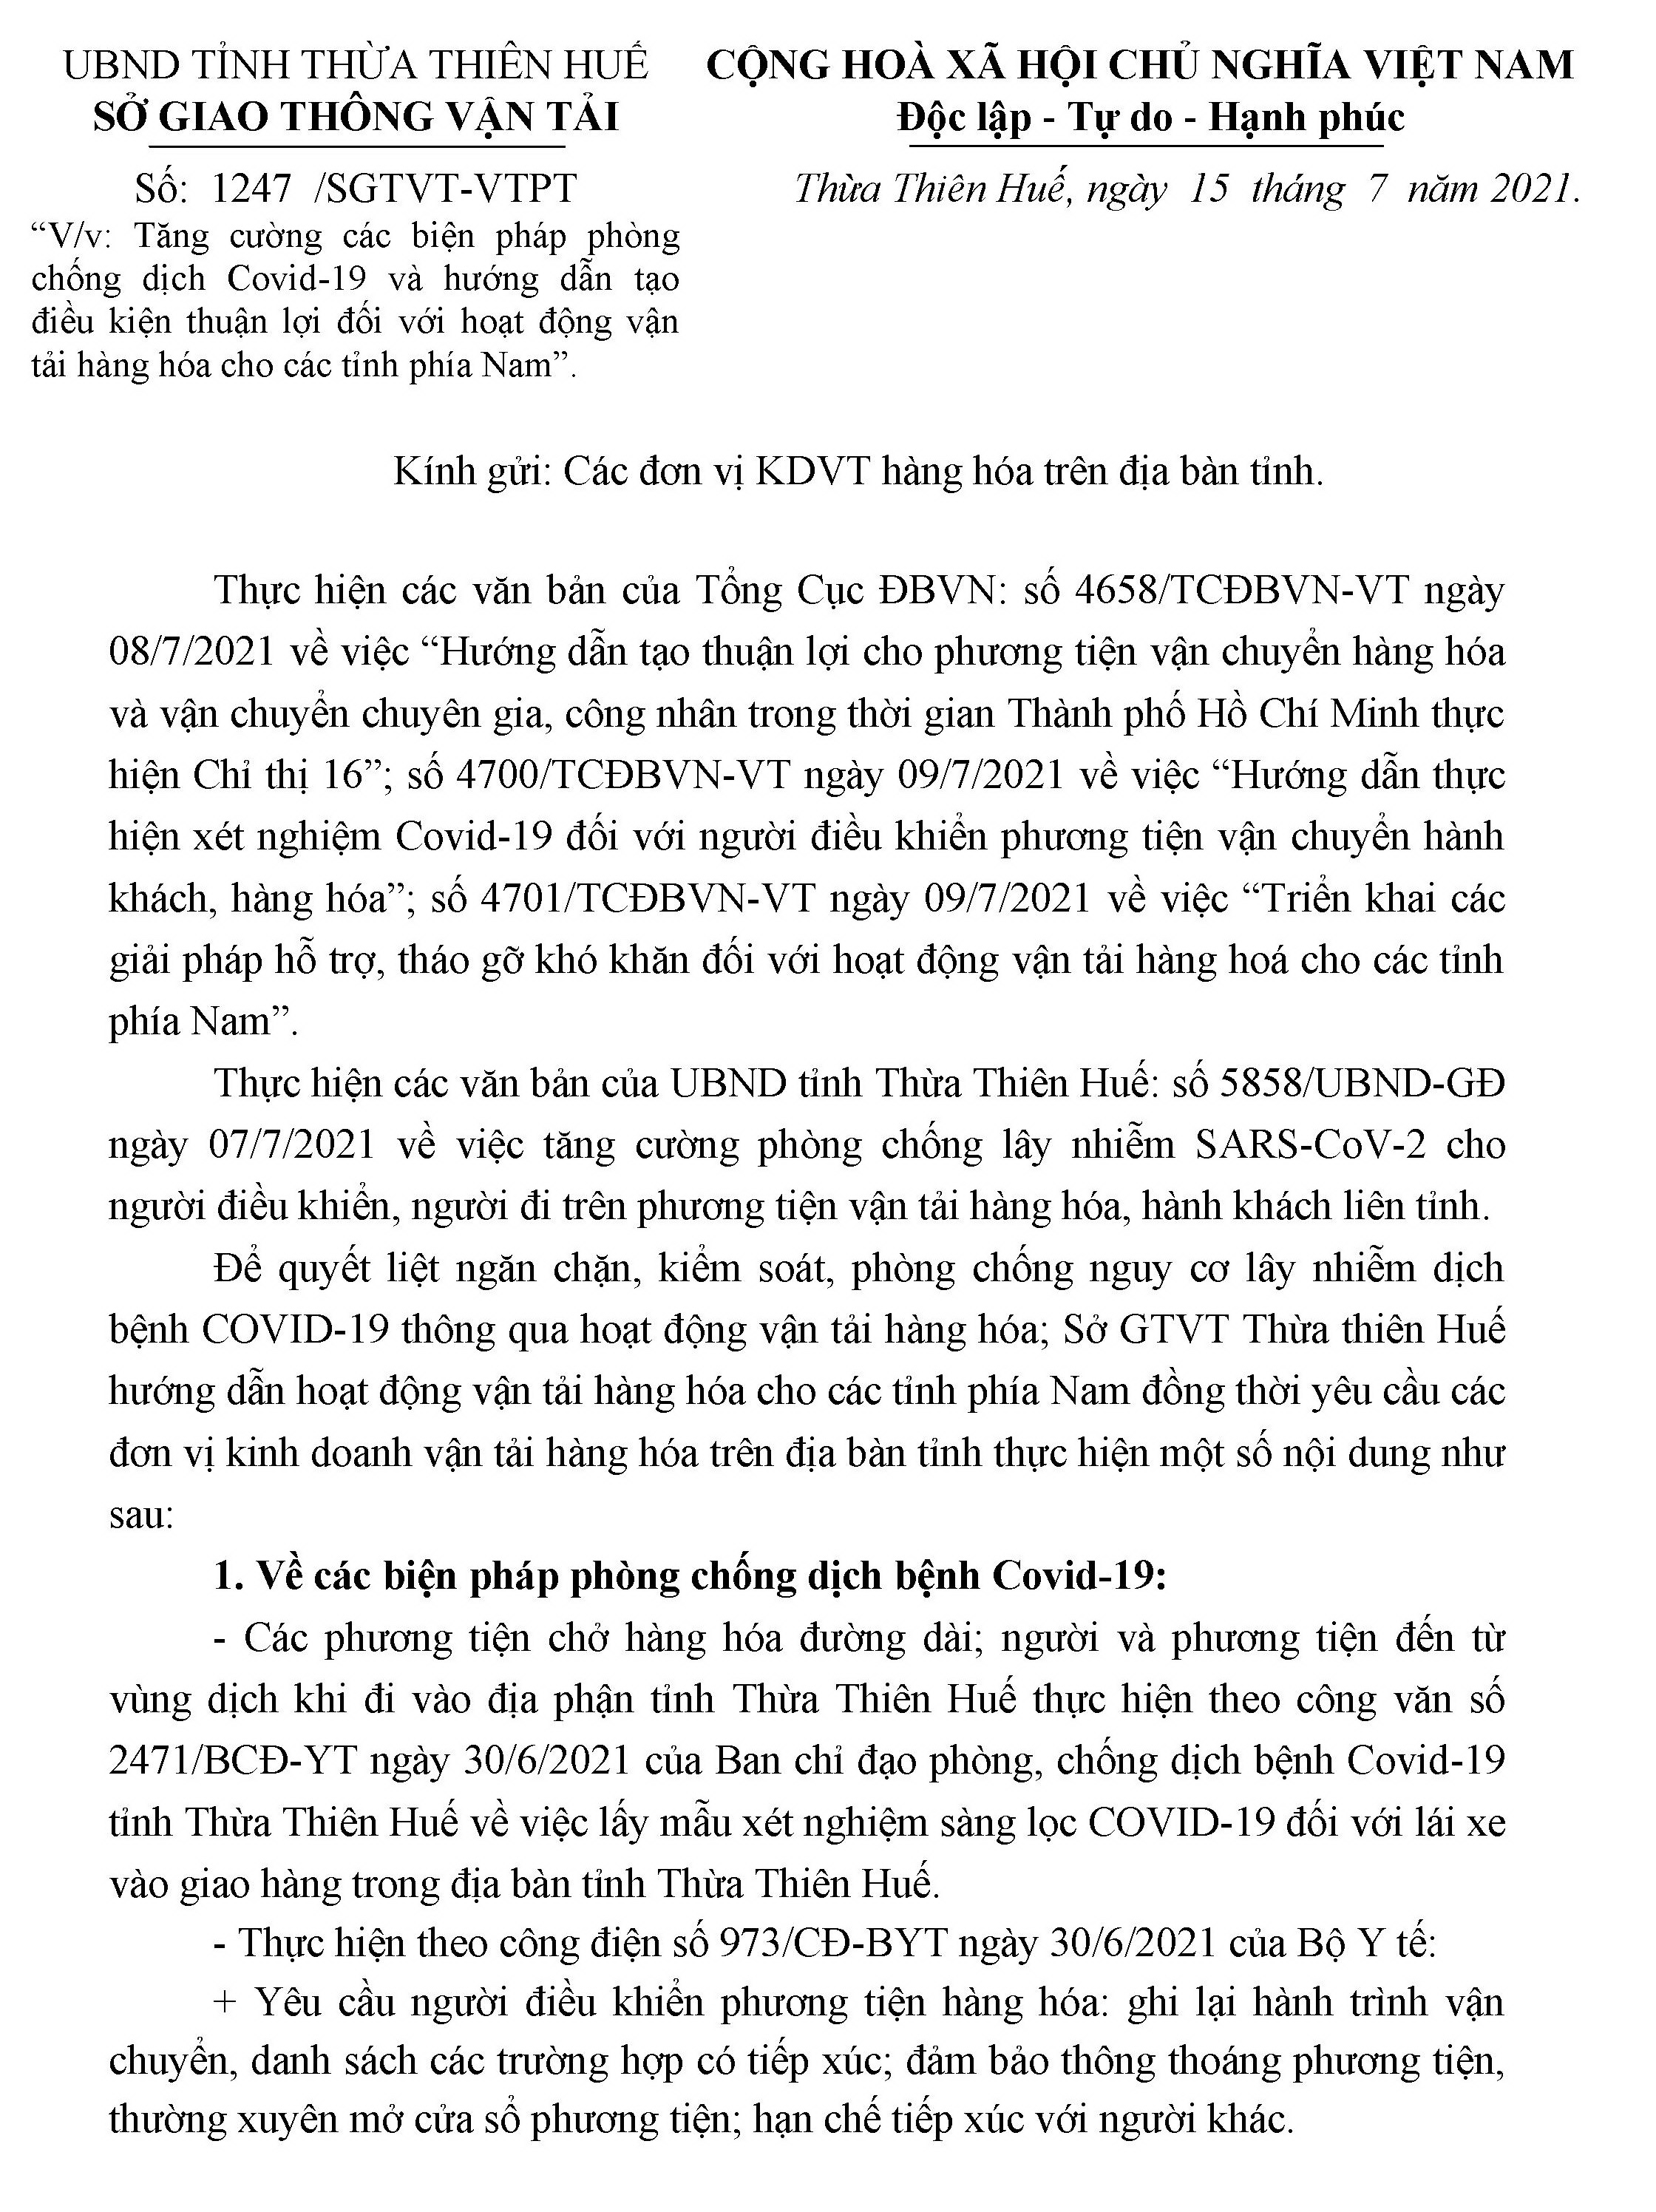 UBND TỈNH THỪA THIÊN HUẾ
SỞ GIAO THÔNG VẬN TẢI
Số: 1247 /SGTVT-VTPT
“V/v: Tăng cường các biện pháp phòng
chống dịch Covid-19 và hướng dẫn tạo
điều kiện thuận lợi đối với hoạt động vận
tải hàng hóa cho các tỉnh phía Nam”.
CỘNG HOÀ XÃ HỘI CHỦ NGHĨA VIỆT NAM
Độc lập - Tự do - Hạnh phúc
Thừa Thiên Huế, ngày 15 tháng 7 năm 2021.
Kính gửi: Các đơn vị KDVT hàng hóa trên địa bàn tỉnh.
Thực hiện các văn bản của Tổng Cục ĐBVN: số 4658/TCĐBVN-VT ngày
08/7/2021 về việc “Hướng dẫn tạo thuận lợi cho phương tiện vận chuyển hàng hóa
và vận chuyển chuyên gia, công nhân trong thời gian Thành phố Hồ Chí Minh thực
hiện Chỉ thị 16”; số 4700/TCĐBVN-VT ngày 09/7/2021 về việc “Hướng dẫn thực
hiện xét nghiệm Covid-19 đối với người điều khiển phương tiện vận chuyển hành
khách, hàng hóa”; số 4701/TCĐBVN-VT ngày 09/7/2021 về việc “Triển khai các
giải pháp hỗ trợ, tháo gỡ khó khăn đối với hoạt động vận tải hàng hoá cho các tỉnh
phía Nam”.
Thực hiện các văn bản của UBND tỉnh Thừa Thiên Huế: số 5858/UBND-GĐ
ngày 07/7/2021 về việc tăng cường phòng chống lây nhiễm SARS-CoV-2 cho
người điều khiển, người đi trên phương tiện vận tải hàng hóa, hành khách liên tỉnh.
Để quyết liệt ngăn chặn, kiểm soát, phòng chống nguy cơ lây nhiễm dịch
bệnh COVID-19 thông qua hoạt động vận tải hàng hóa; Sở GTVT Thừa thiên Huế
hướng dẫn hoạt động vận tải hàng hóa cho các tỉnh phía Nam đồng thời yêu cầu các
đơn vị kinh doanh vận tải hàng hóa trên địa bàn tỉnh thực hiện một số nội dung như
sau:
1. Về các biện pháp phòng chống dịch bệnh Covid-19:
- Các phương tiện chở hàng hóa đường dài; người và phương tiện đến từ
vùng dịch khi đi vào địa phận tỉnh Thừa Thiên Huế thực hiện theo công văn số
2471/BCĐ-YT ngày 30/6/2021 của Ban chỉ đạo phòng, chống dịch bệnh Covid-19
tỉnh Thừa Thiên Huế về việc lấy mẫu xét nghiệm sàng lọc COVID-19 đối với lái xe
vào giao hàng trong địa bàn tỉnh Thừa Thiên Huế.
- Thực hiện theo công điện số 973/CĐ-BYT ngày 30/6/2021 của Bộ Y tế:
+ Yêu cầu người điều khiển phương tiện hàng hóa: ghi lại hành trình vận
chuyển, danh sách các trường hợp có tiếp xúc; đảm bảo thông thoáng phương tiện,
thường xuyên mở cửa sổ phương tiện; hạn chế tiếp xúc với người khác.